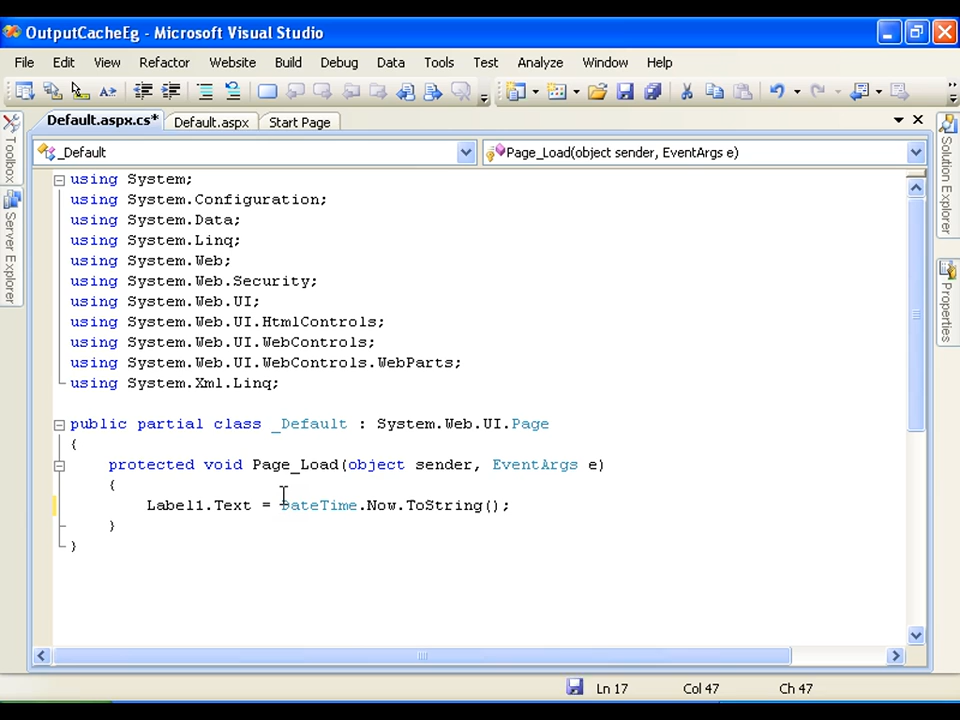 OutputCacheEg - Microsoft Visual Studio
File Edit View Refactor Website Build Debug Data Tools Test Analyze Window Help
Default.aspx.cs* Default.aspx Start Page
_Default Page_Load(object sender, EventArgs e)
Toolbox
Server Explorer
Solution Explorer
Properties
using System;
using System.Configuration;
using System.Data;
using System.Linq;
using System.Web;
using System.Web.Security;
using System.Web.UI;
using System.Web.UI.HtmlControls;
using System.Web.UI.WebControls;
using System.Web.UI.WebControls.WebParts;
using System.Xml.Linq;
public partial class _Default : System.Web.UI.Page
{
protected void Page_Load(object sender, EventArgs e)
{
Label1.Text = DateTime.Now.ToString();
}
}
Ln 17 Col 47 Ch 47